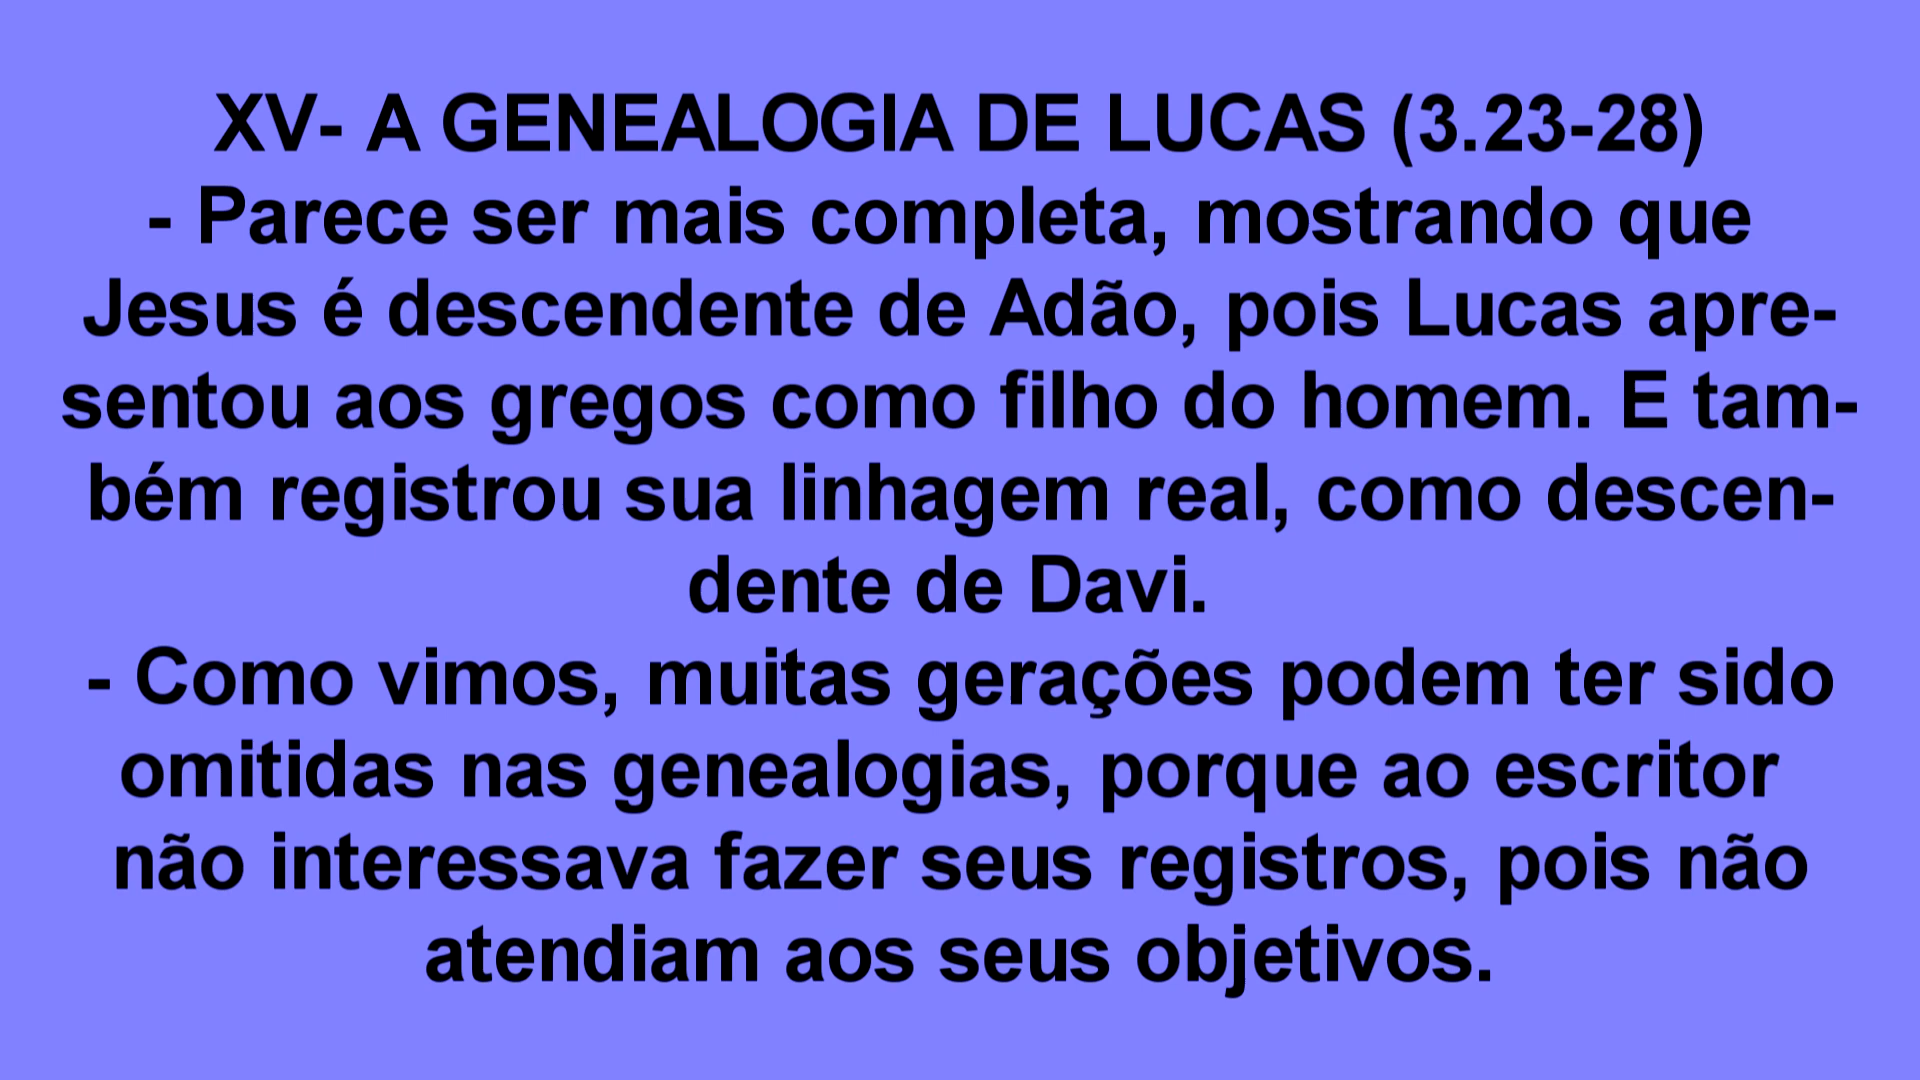 XV- A GENEALOGIA DE LUCAS (3.23-28)
- Parece ser mais completa, mostrando que
Jesus é descendente de Adão, pois Lucas apre-
sentou aos gregos como filho do homem. E tam-
bém registrou sua linhagem real, como descen-
dente de Davi.
- Como vimos, muitas gerações podem ter sido
omitidas nas genealogias, porque ao escritor
não interessava fazer seus registros, pois não
atendiam aos seus objetivos.